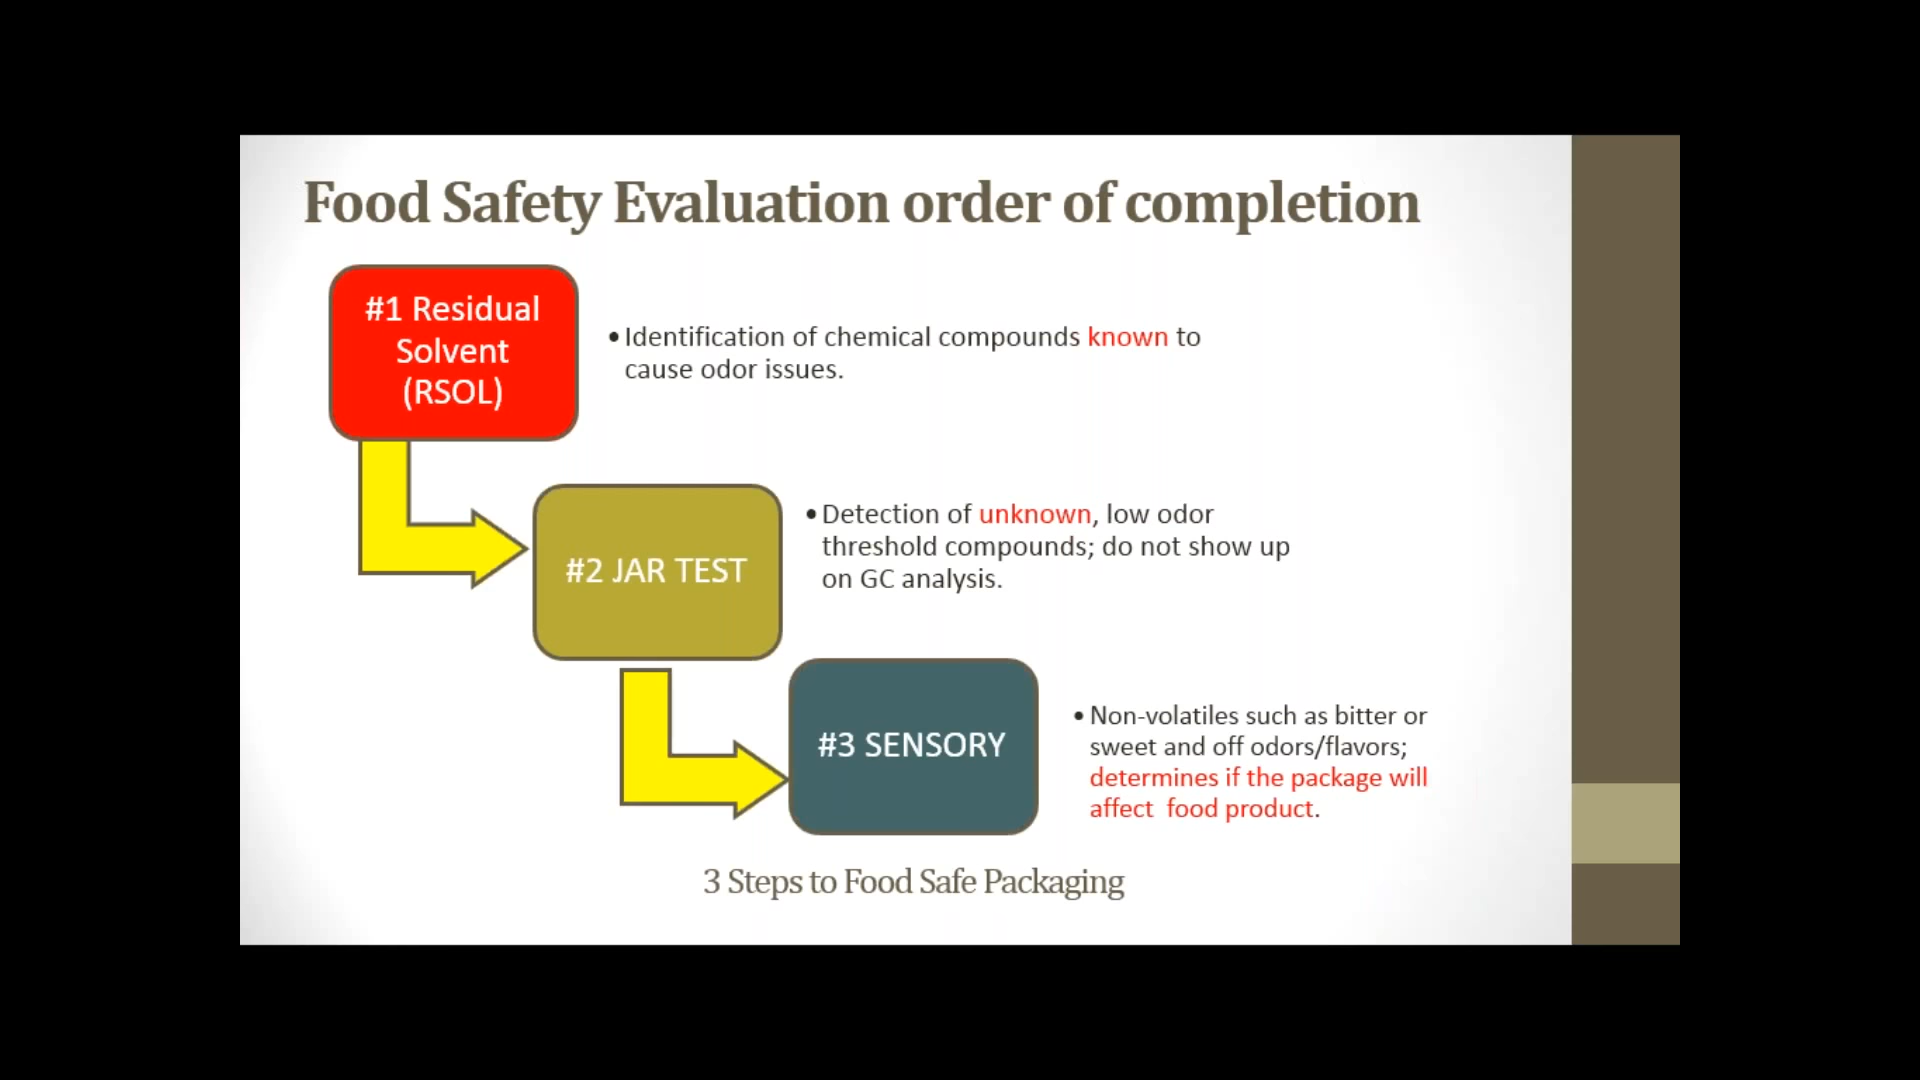 Food Safety Evaluation order of completion
#1 Residual
Solvent
(RSOL)
•Identification of chemical compounds known to
cause odor issues.
#2 JAR TEST
•Detection of unknown, low odor
threshold compounds; do not show up
on GC analysis.
#3 SENSORY
•Non-volatiles such as bitter or
sweet and off odors/flavors;
determines if the package will
affect  food product.
3 Steps to Food Safe Packaging